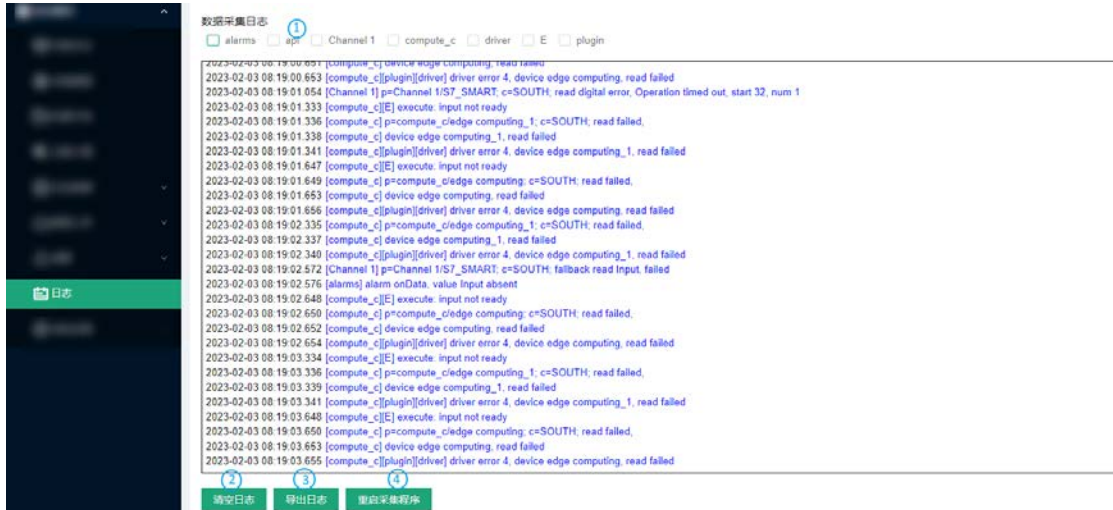 数据采集日志
①
alarms api Channel 1 compute_c driver E plugin
2023-02-03 08:19:00.651 [compute_c] device edge computing, read failed
2023-02-03 08:19:00.653 [compute_c][plugin][driver] driver error 4, device edge computing, read failed
2023-02-03 08:19:01.054 [Channel 1] p=Channel 1/S7_SMART; c=SOUTH; read digital error, Operation timed out, start 32, num 1
2023-02-03 08:19:01.333 [compute_c][E] execute: input not ready
2023-02-03 08:19:01.336 [compute_c] p=compute_c/edge computing_1; c=SOUTH; read failed,
2023-02-03 08:19:01.338 [compute_c] device edge computing_1, read failed
2023-02-03 08:19:01.341 [compute_c][plugin][driver] driver error 4, device edge computing_1, read failed
2023-02-03 08:19:01.647 [compute_c][E] execute: input not ready
2023-02-03 08:19:01.649 [compute_c] p=compute_c/edge computing; c=SOUTH; read failed,
2023-02-03 08:19:01.653 [compute_c] device edge computing, read failed
2023-02-03 08:19:01.656 [compute_c][plugin][driver] driver error 4, device edge computing, read failed
2023-02-03 08:19:02.335 [compute_c] p=compute_c/edge computing_1; c=SOUTH; read failed,
2023-02-03 08:19:02.337 [compute_c] device edge computing_1, read failed
2023-02-03 08:19:02.340 [compute_c][plugin][driver] driver error 4, device edge computing_1, read failed
2023-02-03 08:19:02.572 [Channel 1] p=Channel 1/S7_SMART; c=SOUTH; fallback read Input, failed
2023-02-03 08:19:02.576 [alarms] alarm onData, value Input absent
2023-02-03 08:19:02.648 [compute_c][E] execute: input not ready
2023-02-03 08:19:02.650 [compute_c] p=compute_c/edge computing; c=SOUTH; read failed,
2023-02-03 08:19:02.652 [compute_c] device edge computing, read failed
2023-02-03 08:19:02.654 [compute_c][plugin][driver] driver error 4, device edge computing, read failed
2023-02-03 08:19:03.334 [compute_c][E] execute: input not ready
2023-02-03 08:19:03.336 [compute_c] p=compute_c/edge computing_1; c=SOUTH; read failed,
2023-02-03 08:19:03.339 [compute_c] device edge computing_1, read failed
2023-02-03 08:19:03.341 [compute_c][plugin][driver] driver error 4, device edge computing_1, read failed
2023-02-03 08:19:03.648 [compute_c][E] execute: input not ready
2023-02-03 08:19:03.650 [compute_c] p=compute_c/edge computing; c=SOUTH; read failed,
2023-02-03 08:19:03.653 [compute_c] device edge computing, read failed
2023-02-03 08:19:03.655 [compute_c][plugin][driver] driver error 4, device edge computing, read failed
② ③ ④
清空日志 导出日志 重启采集程序
日志